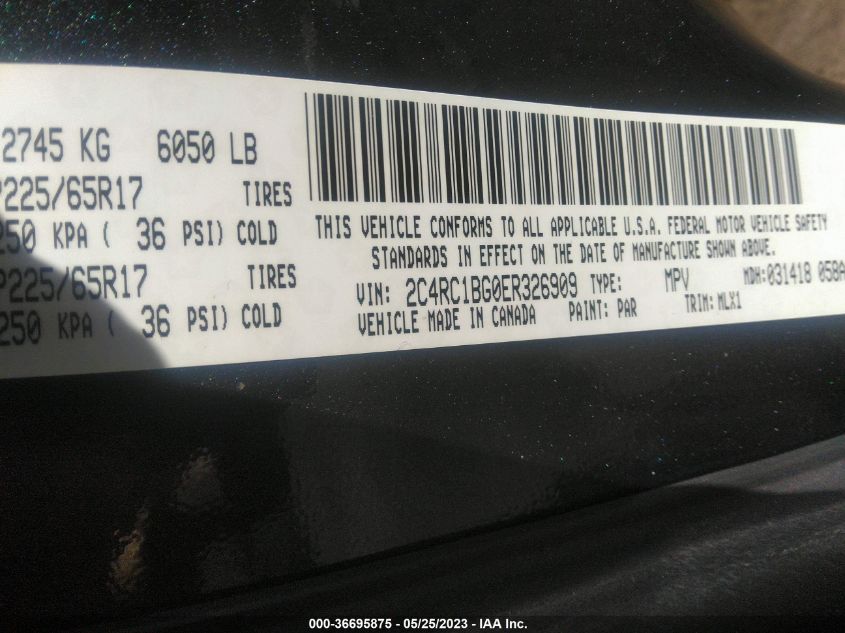 2745 KG 6050 LB
P225/65R17 TIRES
250 KPA ( 36 PSI) COLD
P225/65R17 TIRES
250 KPA ( 36 PSI) COLD
THIS VEHICLE CONFORMS TO ALL APPLICABLE U.S.A. FEDERAL MOTOR VEHICLE SAFETY
STANDARDS IN EFFECT ON THE DATE OF MANUFACTURE SHOWN ABOVE.
VIN: 2C4RC1BG0ER326909 TYPE: MPV MDH:031418 058A
VEHICLE MADE IN CANADA PAINT: PAR TRIM: MLX1
000-36695875 - 05/25/2023 - IAA Inc.